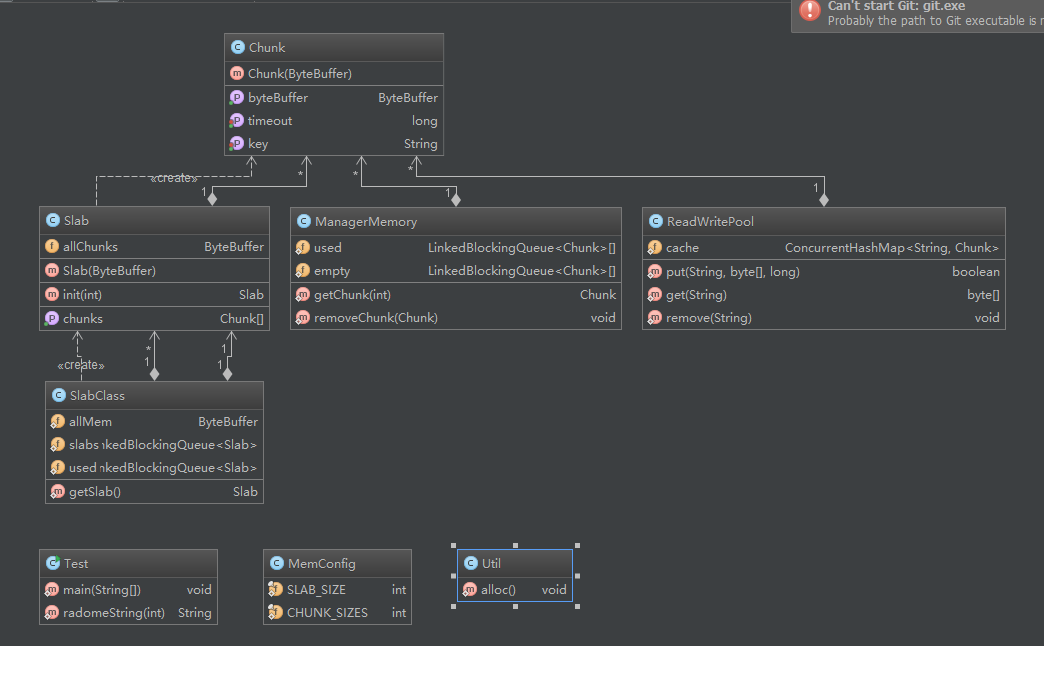 Can't start Git: git.exe
Probably the path to Git executable is
C Chunk
m Chunk(ByteBuffer)
P byteBuffer ByteBuffer
P timeout long
P key String
«create»
1 * * 1 * 1
C Slab
f allChunks ByteBuffer
m Slab(ByteBuffer)
m init(int) Slab
P chunks Chunk[]
C ManagerMemory
f used LinkedBlockingQueue<Chunk>[]
f empty LinkedBlockingQueue<Chunk>[]
m getChunk(int) Chunk
m removeChunk(Chunk) void
C ReadWritePool
f cache ConcurrentHashMap<String, Chunk>
m put(String, byte[], long) boolean
m get(String) byte[]
m remove(String) void
«create»
* 1 1 1
C SlabClass
f allMem ByteBuffer
f slabs nkedBlockingQueue<Slab>
f used nkedBlockingQueue<Slab>
m getSlab() Slab
C Test
m main(String[]) void
m radomeString(int) String
C MemConfig
f SLAB_SIZE int
f CHUNK_SIZES int
C Util
m alloc() void